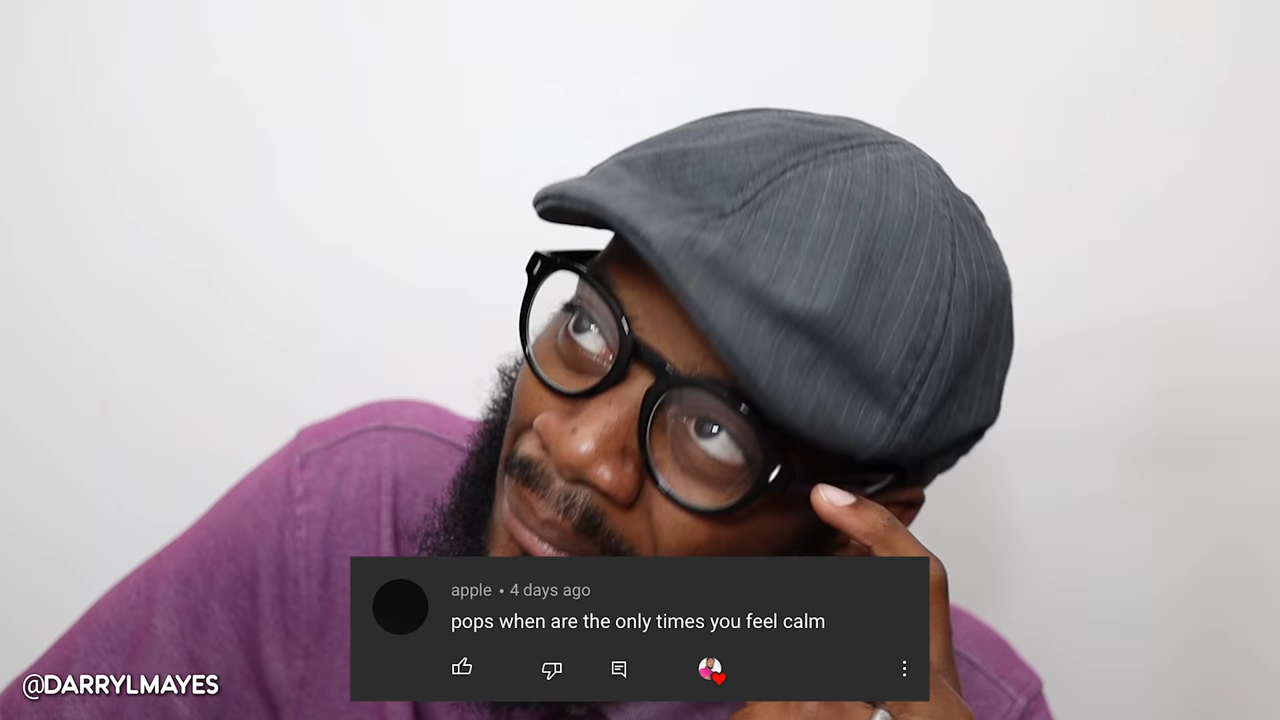 apple • 4 days ago
pops when are the only times you feel calm
@DARRYLMAYES